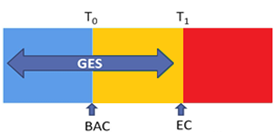 T₀ T₁
GES
BAC EC